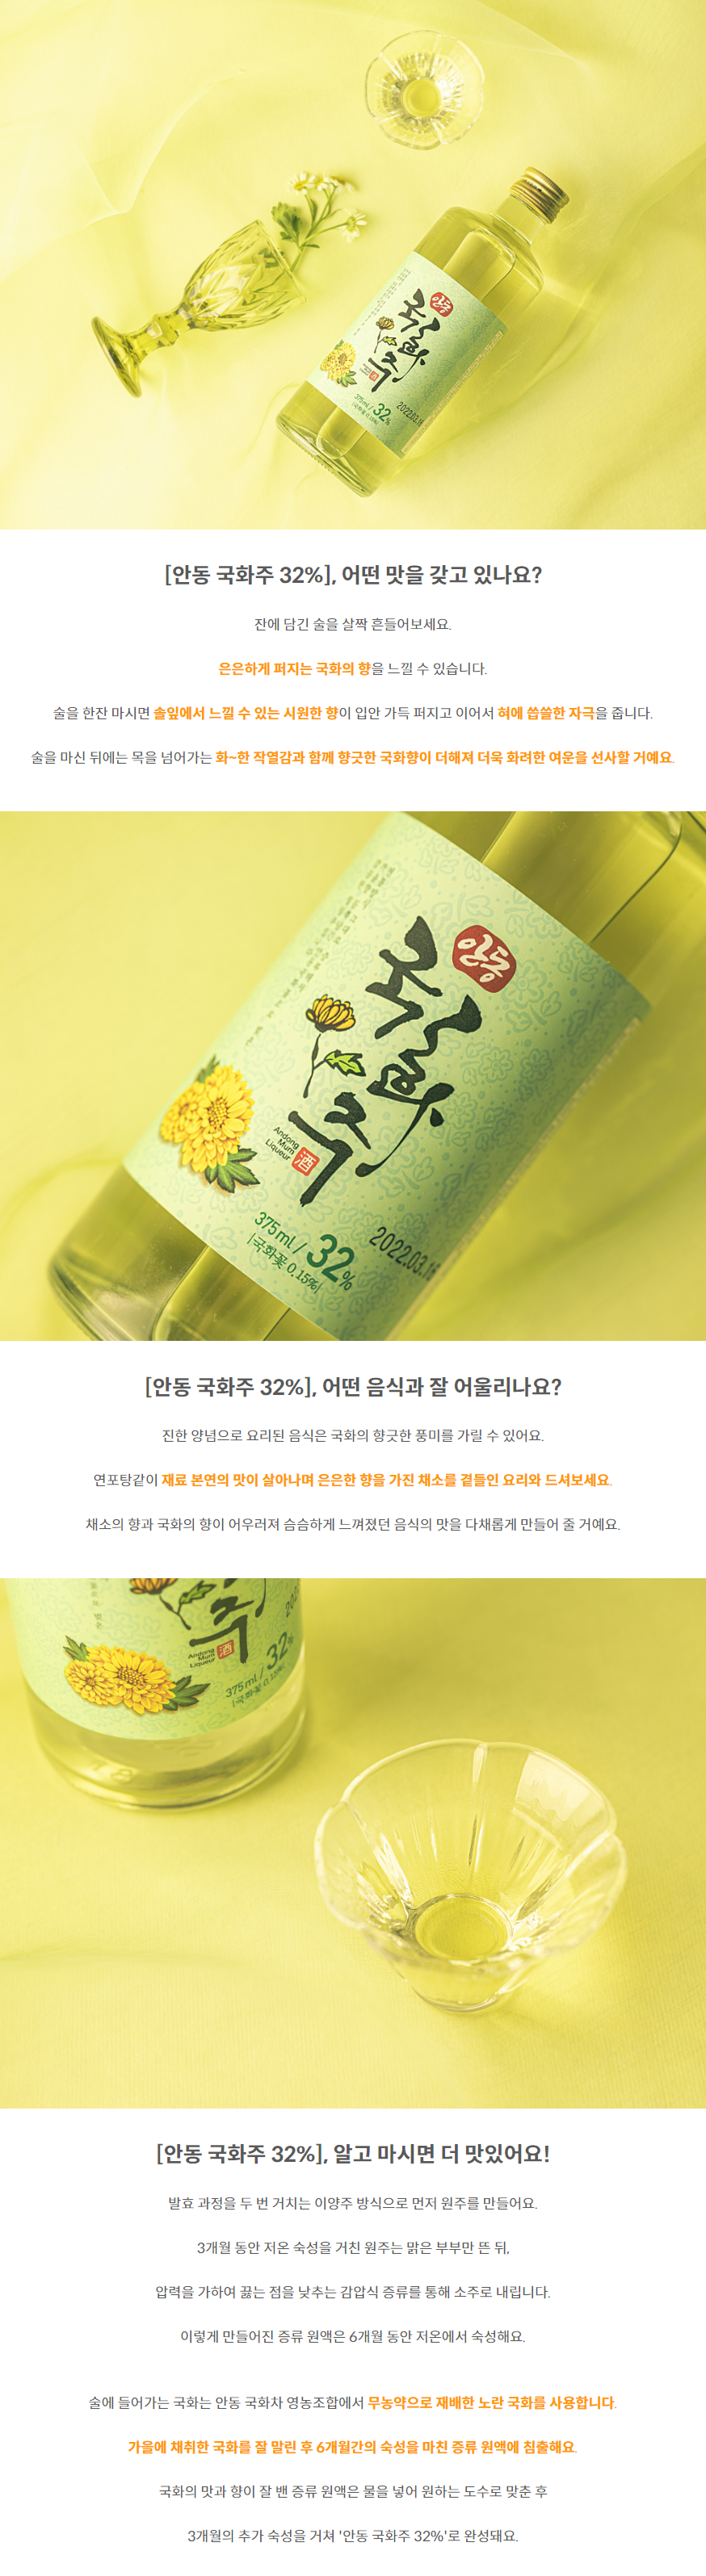 안동
국화주
375ml / 32%
|국화꽃 0.15%|
2022.03.16
[안동 국화주 32%], 어떤 맛을 갖고 있나요?
잔에 담긴 술을 살짝 흔들어보세요.
은은하게 퍼지는 국화의 향을 느낄 수 있습니다.
술을 한잔 마시면 솔잎에서 느낄 수 있는 시원한 향이 입안 가득 퍼지고 이어서 혀에 씁쓸한 자극을 줍니다.
술을 마신 뒤에는 목을 넘어가는 화~한 작열감과 함께 향긋한 국화향이 더해져 더욱 화려한 여운을 선사할 거예요.
안동
국화주
Andong
Mum
Liqueur
酒
375ml / 32%
|국화꽃 0.15%|
2022.03.16
[안동 국화주 32%], 어떤 음식과 잘 어울리나요?
진한 양념으로 요리된 음식은 국화의 향긋한 풍미를 가릴 수 있어요.
연포탕같이 재료 본연의 맛이 살아나며 은은한 향을 가진 채소를 곁들인 요리와 드셔보세요.
채소의 향과 국화의 향이 어우러져 슴슴하게 느껴졌던 음식의 맛을 다채롭게 만들어 줄 거예요.
주
Andong
Mum
Liqueur
酒
375ml / 32%
|국화꽃 0.15%|
[안동 국화주 32%], 알고 마시면 더 맛있어요!
발효 과정을 두 번 거치는 이양주 방식으로 먼저 원주를 만들어요.
3개월 동안 저온 숙성을 거친 원주는 맑은 부부만 뜬 뒤,
압력을 가하여 끓는 점을 낮추는 감압식 증류를 통해 소주로 내립니다.
이렇게 만들어진 증류 원액은 6개월 동안 저온에서 숙성해요.
술에 들어가는 국화는 안동 국화차 영농조합에서 무농약으로 재배한 노란 국화를 사용합니다.
가을에 채취한 국화를 잘 말린 후 6개월간의 숙성을 마친 증류 원액에 침출해요.
국화의 맛과 향이 잘 밴 증류 원액은 물을 넣어 원하는 도수로 맞춘 후
3개월의 추가 숙성을 거쳐 '안동 국화주 32%'로 완성돼요.